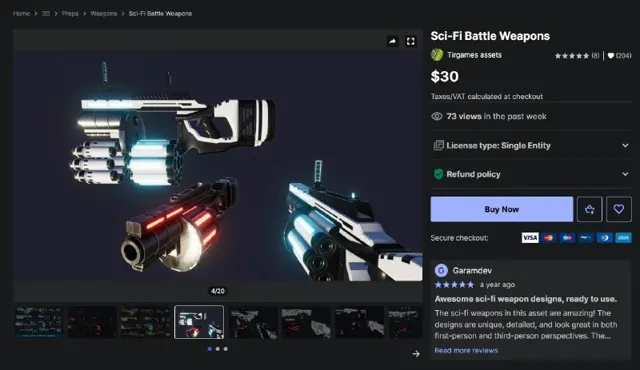 Home > 3D > Props > Weapons > Sci-Fi Battle Weapons
Sci-Fi Battle Weapons
Tirgames assets
(8) | (204)
$30
Taxes/VAT calculated at checkout
73 views in the past week
License type: Single Entity
Refund policy
Buy Now
Secure checkout:
VISA
4/20
G Garamdev
a year ago
Awesome sci-fi weapon designs, ready to use.
The sci-fi weapons in this asset are amazing! The
designs are unique, detailed, and look great in both
first-person and third-person perspectives. The...
Read more reviews